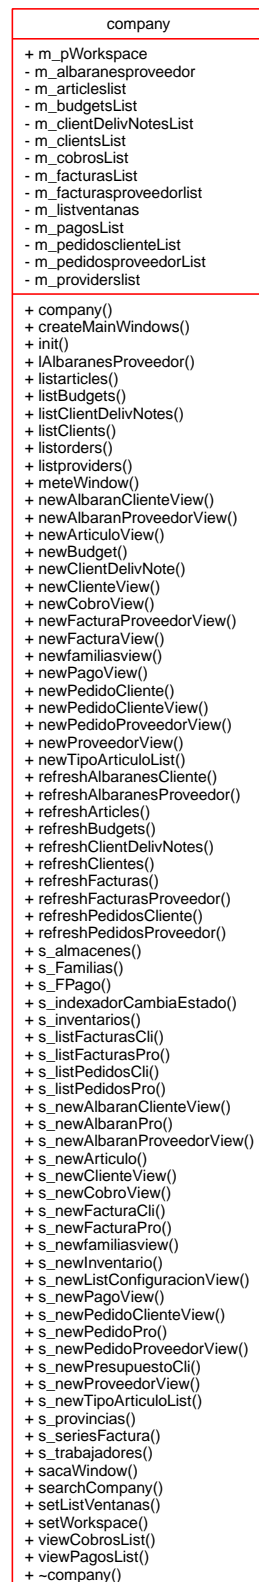 company
+ m_pWorkspace
- m_albaranesproveedor
- m_articleslist
- m_budgetsList
- m_clientDelivNotesList
- m_clientsList
- m_cobrosList
- m_facturasList
- m_facturasproveedorlist
- m_listventanas
- m_pagosList
- m_pedidosclienteList
- m_pedidosproveedorList
- m_providerslist
+ company()
+ createMainWindows()
+ init()
+ lAlbaranesProveedor()
+ listarticles()
+ listBudgets()
+ listClientDelivNotes()
+ listClients()
+ listorders()
+ listproviders()
+ meteWindow()
+ newAlbaranClienteView()
+ newAlbaranProveedorView()
+ newArticuloView()
+ newBudget()
+ newClientDelivNote()
+ newClienteView()
+ newCobroView()
+ newFacturaProveedorView()
+ newFacturaView()
+ newfamiliasview()
+ newPagoView()
+ newPedidoCliente()
+ newPedidoClienteView()
+ newPedidoProveedorView()
+ newProveedorView()
+ newTipoArticuloList()
+ refreshAlbaranesCliente()
+ refreshAlbaranesProveedor()
+ refreshArticles()
+ refreshBudgets()
+ refreshClientDelivNotes()
+ refreshClientes()
+ refreshFacturas()
+ refreshFacturasProveedor()
+ refreshPedidosCliente()
+ refreshPedidosProveedor()
+ s_almacenes()
+ s_Familias()
+ s_FPago()
+ s_indexadorCambiaEstado()
+ s_inventarios()
+ s_listFacturasCli()
+ s_listFacturasPro()
+ s_listPedidosCli()
+ s_listPedidosPro()
+ s_newAlbaranClienteView()
+ s_newAlbaranPro()
+ s_newAlbaranProveedorView()
+ s_newArticulo()
+ s_newClienteView()
+ s_newCobroView()
+ s_newFacturaCli()
+ s_newFacturaPro()
+ s_newfamiliasview()
+ s_newInventario()
+ s_newListConfiguracionView()
+ s_newPagoView()
+ s_newPedidoClienteView()
+ s_newPedidoPro()
+ s_newPedidoProveedorView()
+ s_newPresupuestoCli()
+ s_newProveedorView()
+ s_newTipoArticuloList()
+ s_provincias()
+ s_seriesFactura()
+ s_trabajadores()
+ sacaWindow()
+ searchCompany()
+ setListVentanas()
+ setWorkspace()
+ viewCobrosList()
+ viewPagosList()
+ ~company()